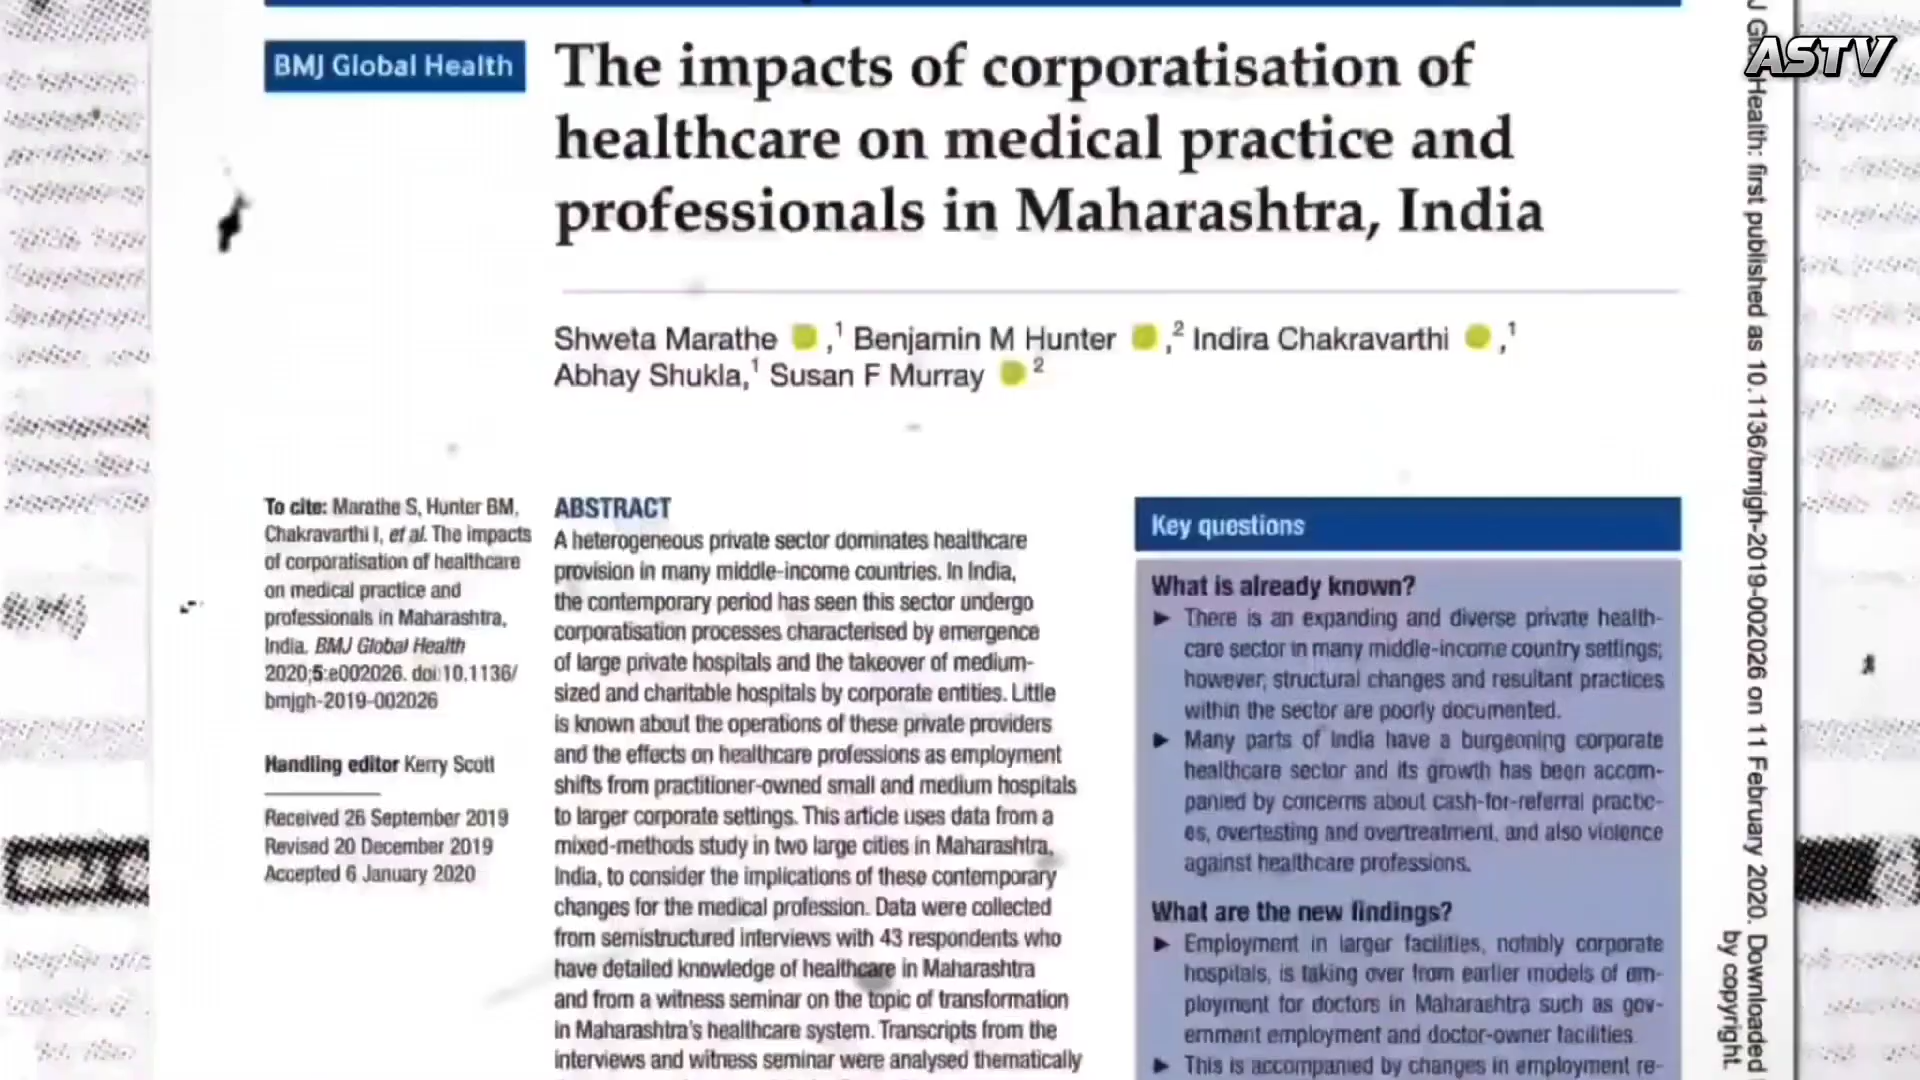 BMJ Global Health
The impacts of corporatisation of
healthcare on medical practice and
professionals in Maharashtra, India
Shweta Marathe ,1 Benjamin M Hunter ,2 Indira Chakravarthi ,1
Abhay Shukla,1 Susan F Murray 2
To cite: Marathe S, Hunter BM,
Chakravarthi I, et al. The impacts
of corporatisation of healthcare
on medical practice and
professionals in Maharashtra,
India. BMJ Global Health
2020;5:e002026. doi:10.1136/
bmjgh-2019-002026
Handling editor Kerry Scott
Received 26 September 2019
Revised 20 December 2019
Accepted 6 January 2020
ABSTRACT
A heterogeneous private sector dominates healthcare
provision in many middle-income countries. In India,
the contemporary period has seen this sector undergo
corporatisation processes characterised by emergence
of large private hospitals and the takeover of medium-
sized and charitable hospitals by corporate entities. Little
is known about the operations of these private providers
and the effects on healthcare professions as employment
shifts from practitioner-owned small and medium hospitals
to larger corporate settings. This article uses data from a
mixed-methods study in two large cities in Maharashtra,
India, to consider the implications of these contemporary
changes for the medical profession. Data were collected
from semistructured interviews with 43 respondents who
have detailed knowledge of healthcare in Maharashtra
and from a witness seminar on the topic of transformation
in Maharashtra's healthcare system. Transcripts from the
interviews and witness seminar were analysed thematically
Key questions
What is already known?
► There is an expanding and diverse private health-
care sector in many middle-income country settings;
however, structural changes and resultant practices
within the sector are poorly documented.
► Many parts of India have a burgeoning corporate
healthcare sector and its growth has been accom-
panied by concerns about cash-for-referral practic-
es, overtesting and overtreatment, and also violence
against healthcare professions.
What are the new findings?
► Employment in larger facilities, notably corporate
hospitals, is taking over from earlier models of em-
ployment for doctors in Maharashtra such as gov-
ernment employment and doctor-owner facilities.
► This is accompanied by changes in employment re-
J Glo Health: first published as 10.1136/bmjgh-2019-002026 on 11 February 2020. Downloaded
by copyright.
ASTV